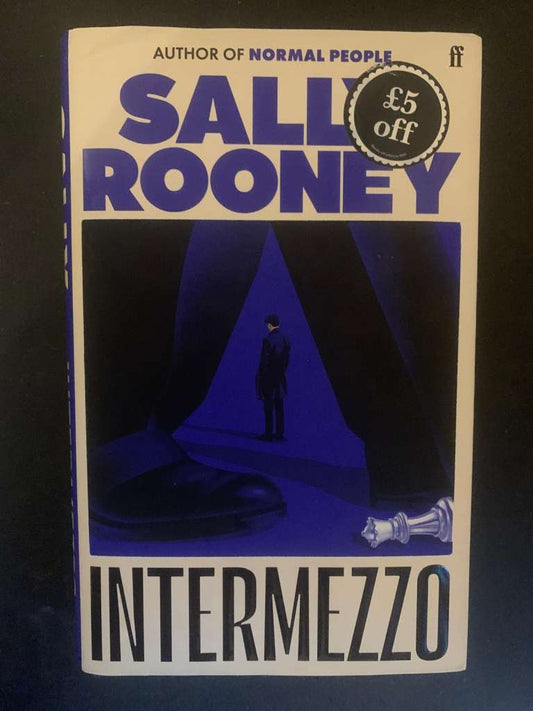 AUTHOR OF NORMAL PEOPLE
ff
SALLY
ROONEY
£5
off
INTERMEZZO